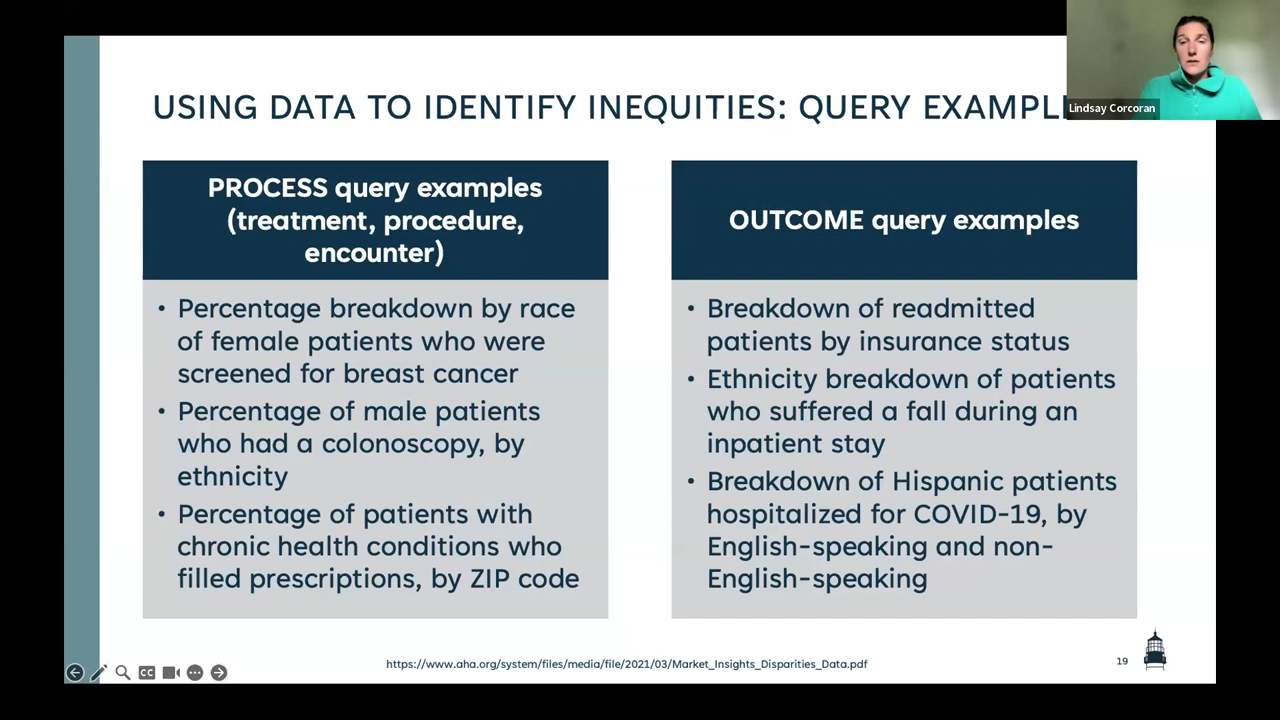 USING DATA TO IDENTIFY INEQUITIES: QUERY
Lindsay Corcoran
PROCESS query examples
(treatment, procedure,
encounter)
• Percentage breakdown by race
of female patients who were
screened for breast cancer
• Percentage of male patients
who had a colonoscopy, by
ethnicity
• Percentage of patients with
chronic health conditions who
filled prescriptions, by ZIP code
OUTCOME query examples
• Breakdown of readmitted
patients by insurance status
• Ethnicity breakdown of patients
who suffered a fall during an
inpatient stay
• Breakdown of Hispanic patients
hospitalized for COVID-19, by
English-speaking and non-
English-speaking
CC
https://www.aha.org/system/files/media/file/2021/03/Market_Insights_Disparities_Data.pdf
19